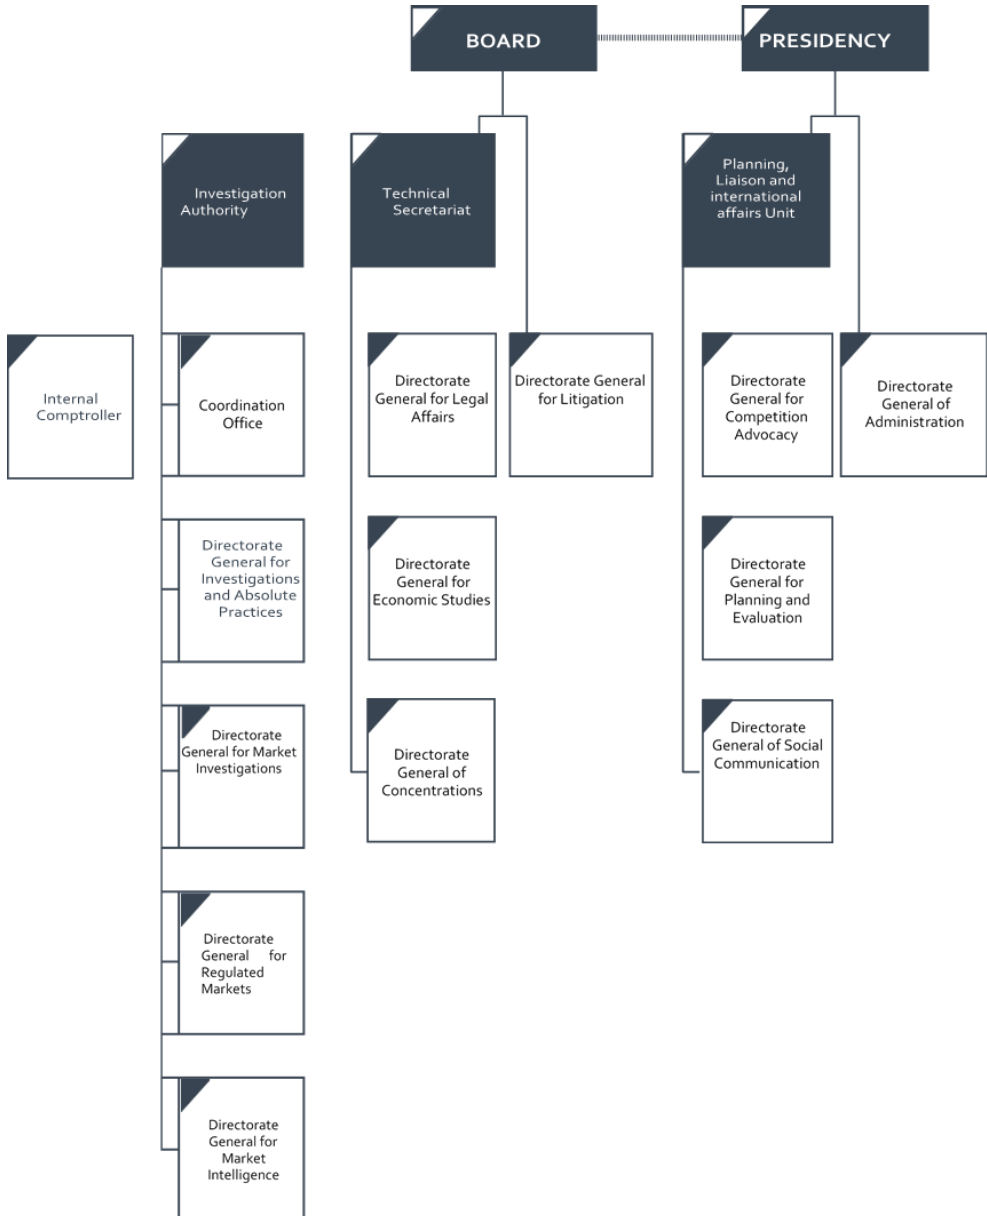 BOARD
PRESIDENCY
Investigation
Authority
Technical
Secretariat
Planning,
Liaison and
international
affairs Unit
Internal
Comptroller
Coordination
Office
Directorate
General for Legal
Affairs
Directorate General
for Litigation
Directorate
General for
Competition
Advocacy
Directorate
General of
Administration
Directorate
General for
Investigations
and Absolute
Practices
Directorate
General for
Economic Studies
Directorate
General for
Planning and
Evaluation
Directorate
General for Market
Investigations
Directorate
General of
Concentrations
Directorate
General of Social
Communication
Directorate
General for
Regulated
Markets
Directorate
General for
Market
Intelligence